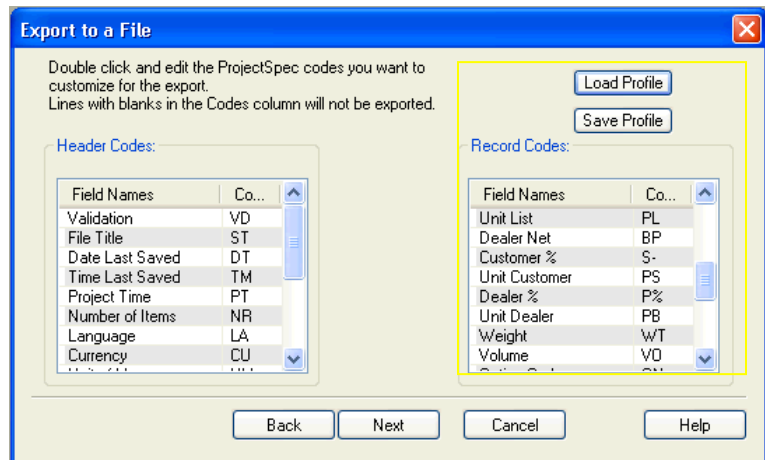 Export to a File
Double click and edit the ProjectSpec codes you want to
customize for the export.
Lines with blanks in the Codes column will not be exported.
Load Profile
Save Profile
Header Codes:
Field Names Co...
Validation VD
File Title ST
Date Last Saved DT
Time Last Saved TM
Project Time PT
Number of Items NR
Language LA
Currency CU
Record Codes:
Field Names Co...
Unit List PL
Dealer Net BP
Customer % S-
Unit Customer PS
Dealer % P%
Unit Dealer PB
Weight WT
Volume VO
Back Next Cancel Help